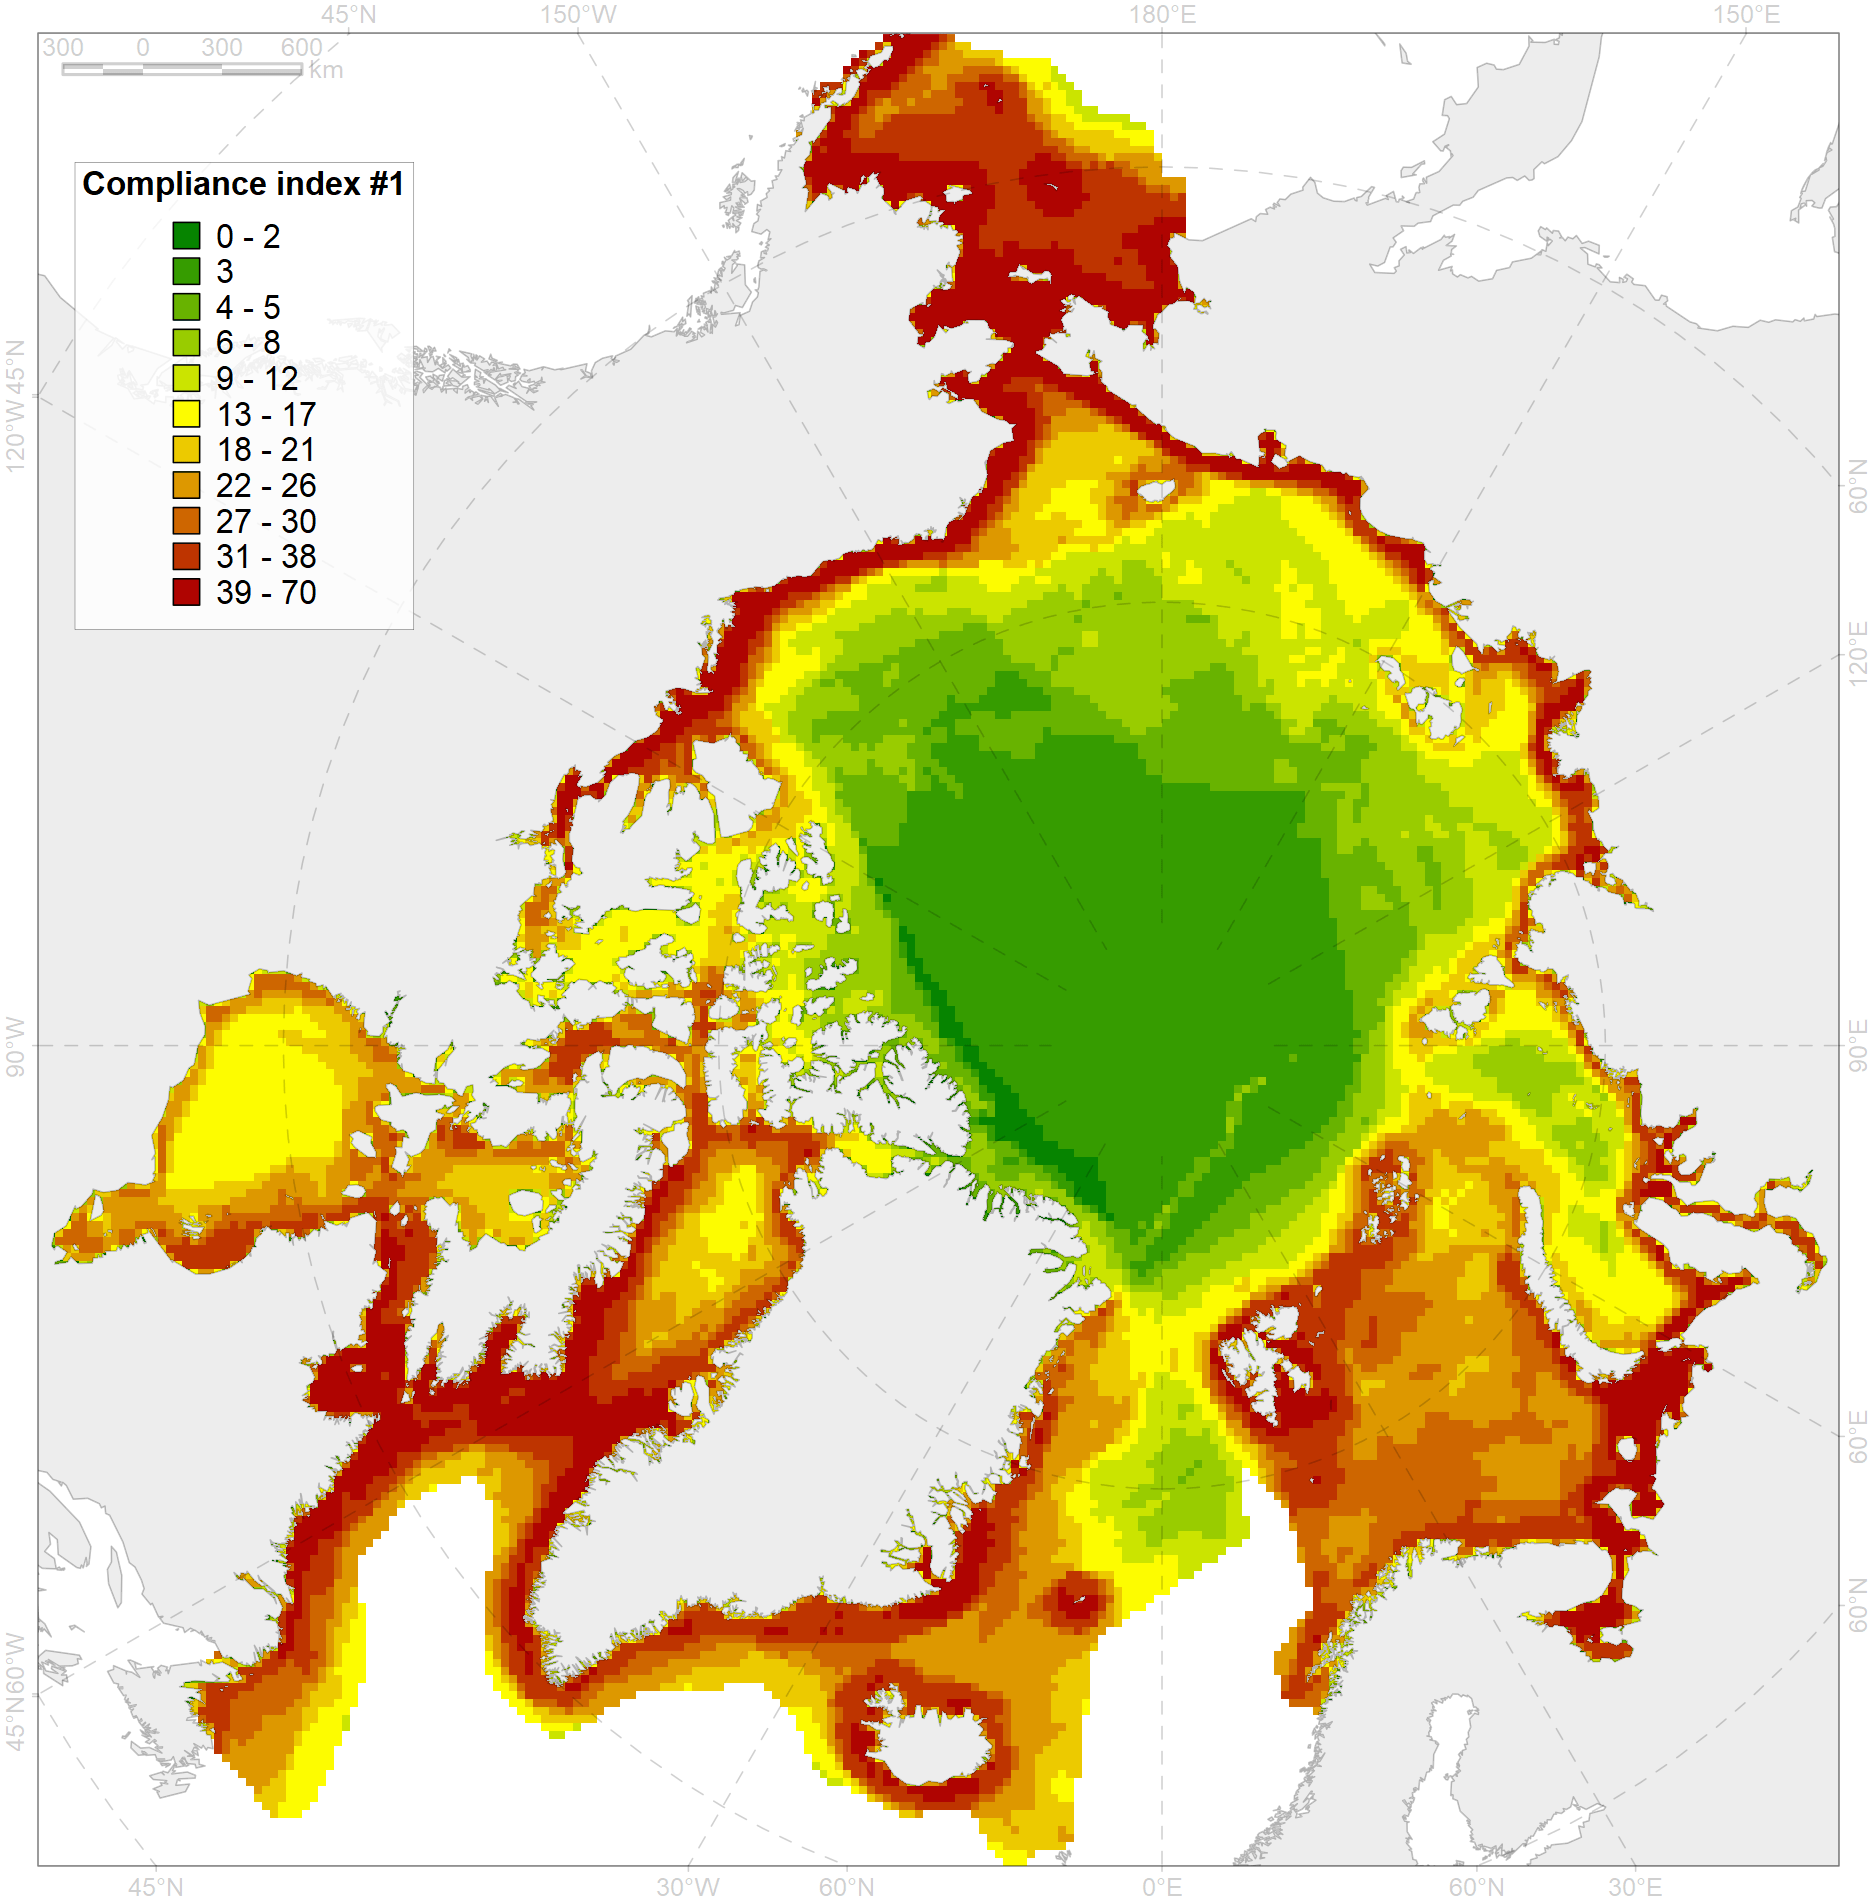 45°N 150°W 180°E 150°E
300 0 300 600
km
Compliance index #1
0 - 2
3
4 - 5
6 - 8
9 - 12
13 - 17
18 - 21
22 - 26
27 - 30
31 - 38
39 - 70
45°N
120°W
90°W
60°W
45°N
60°N
120°E
90°E
60°E
60°N
45°N 30°W 60°N 0°E 60°N 30°E